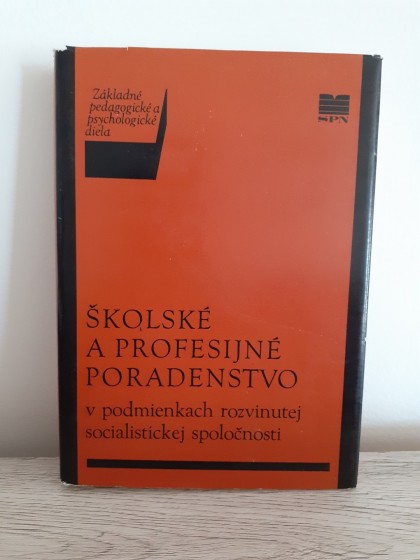 Základné
pedagogické a
psychologické
diela
SPN
ŠKOLSKÉ
A PROFESIJNÉ
PORADENSTVO
v podmienkach rozvinutej
socialistickej spoločnosti